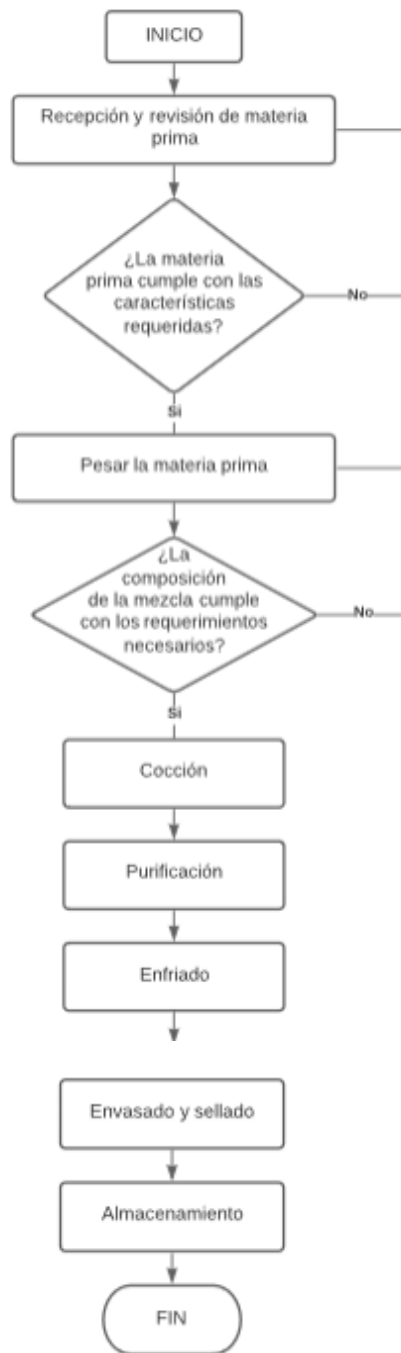 INICIO
Recepción y revisión de materia
prima
¿La materia
prima cumple con las
características
requeridas?
No
Si
Pesar la materia prima
¿La
composición
de la mezcla cumple
con los requerimientos
necesarios?
No
Si
Cocción
Purificación
Enfriado
Envasado y sellado
Almacenamiento
FIN